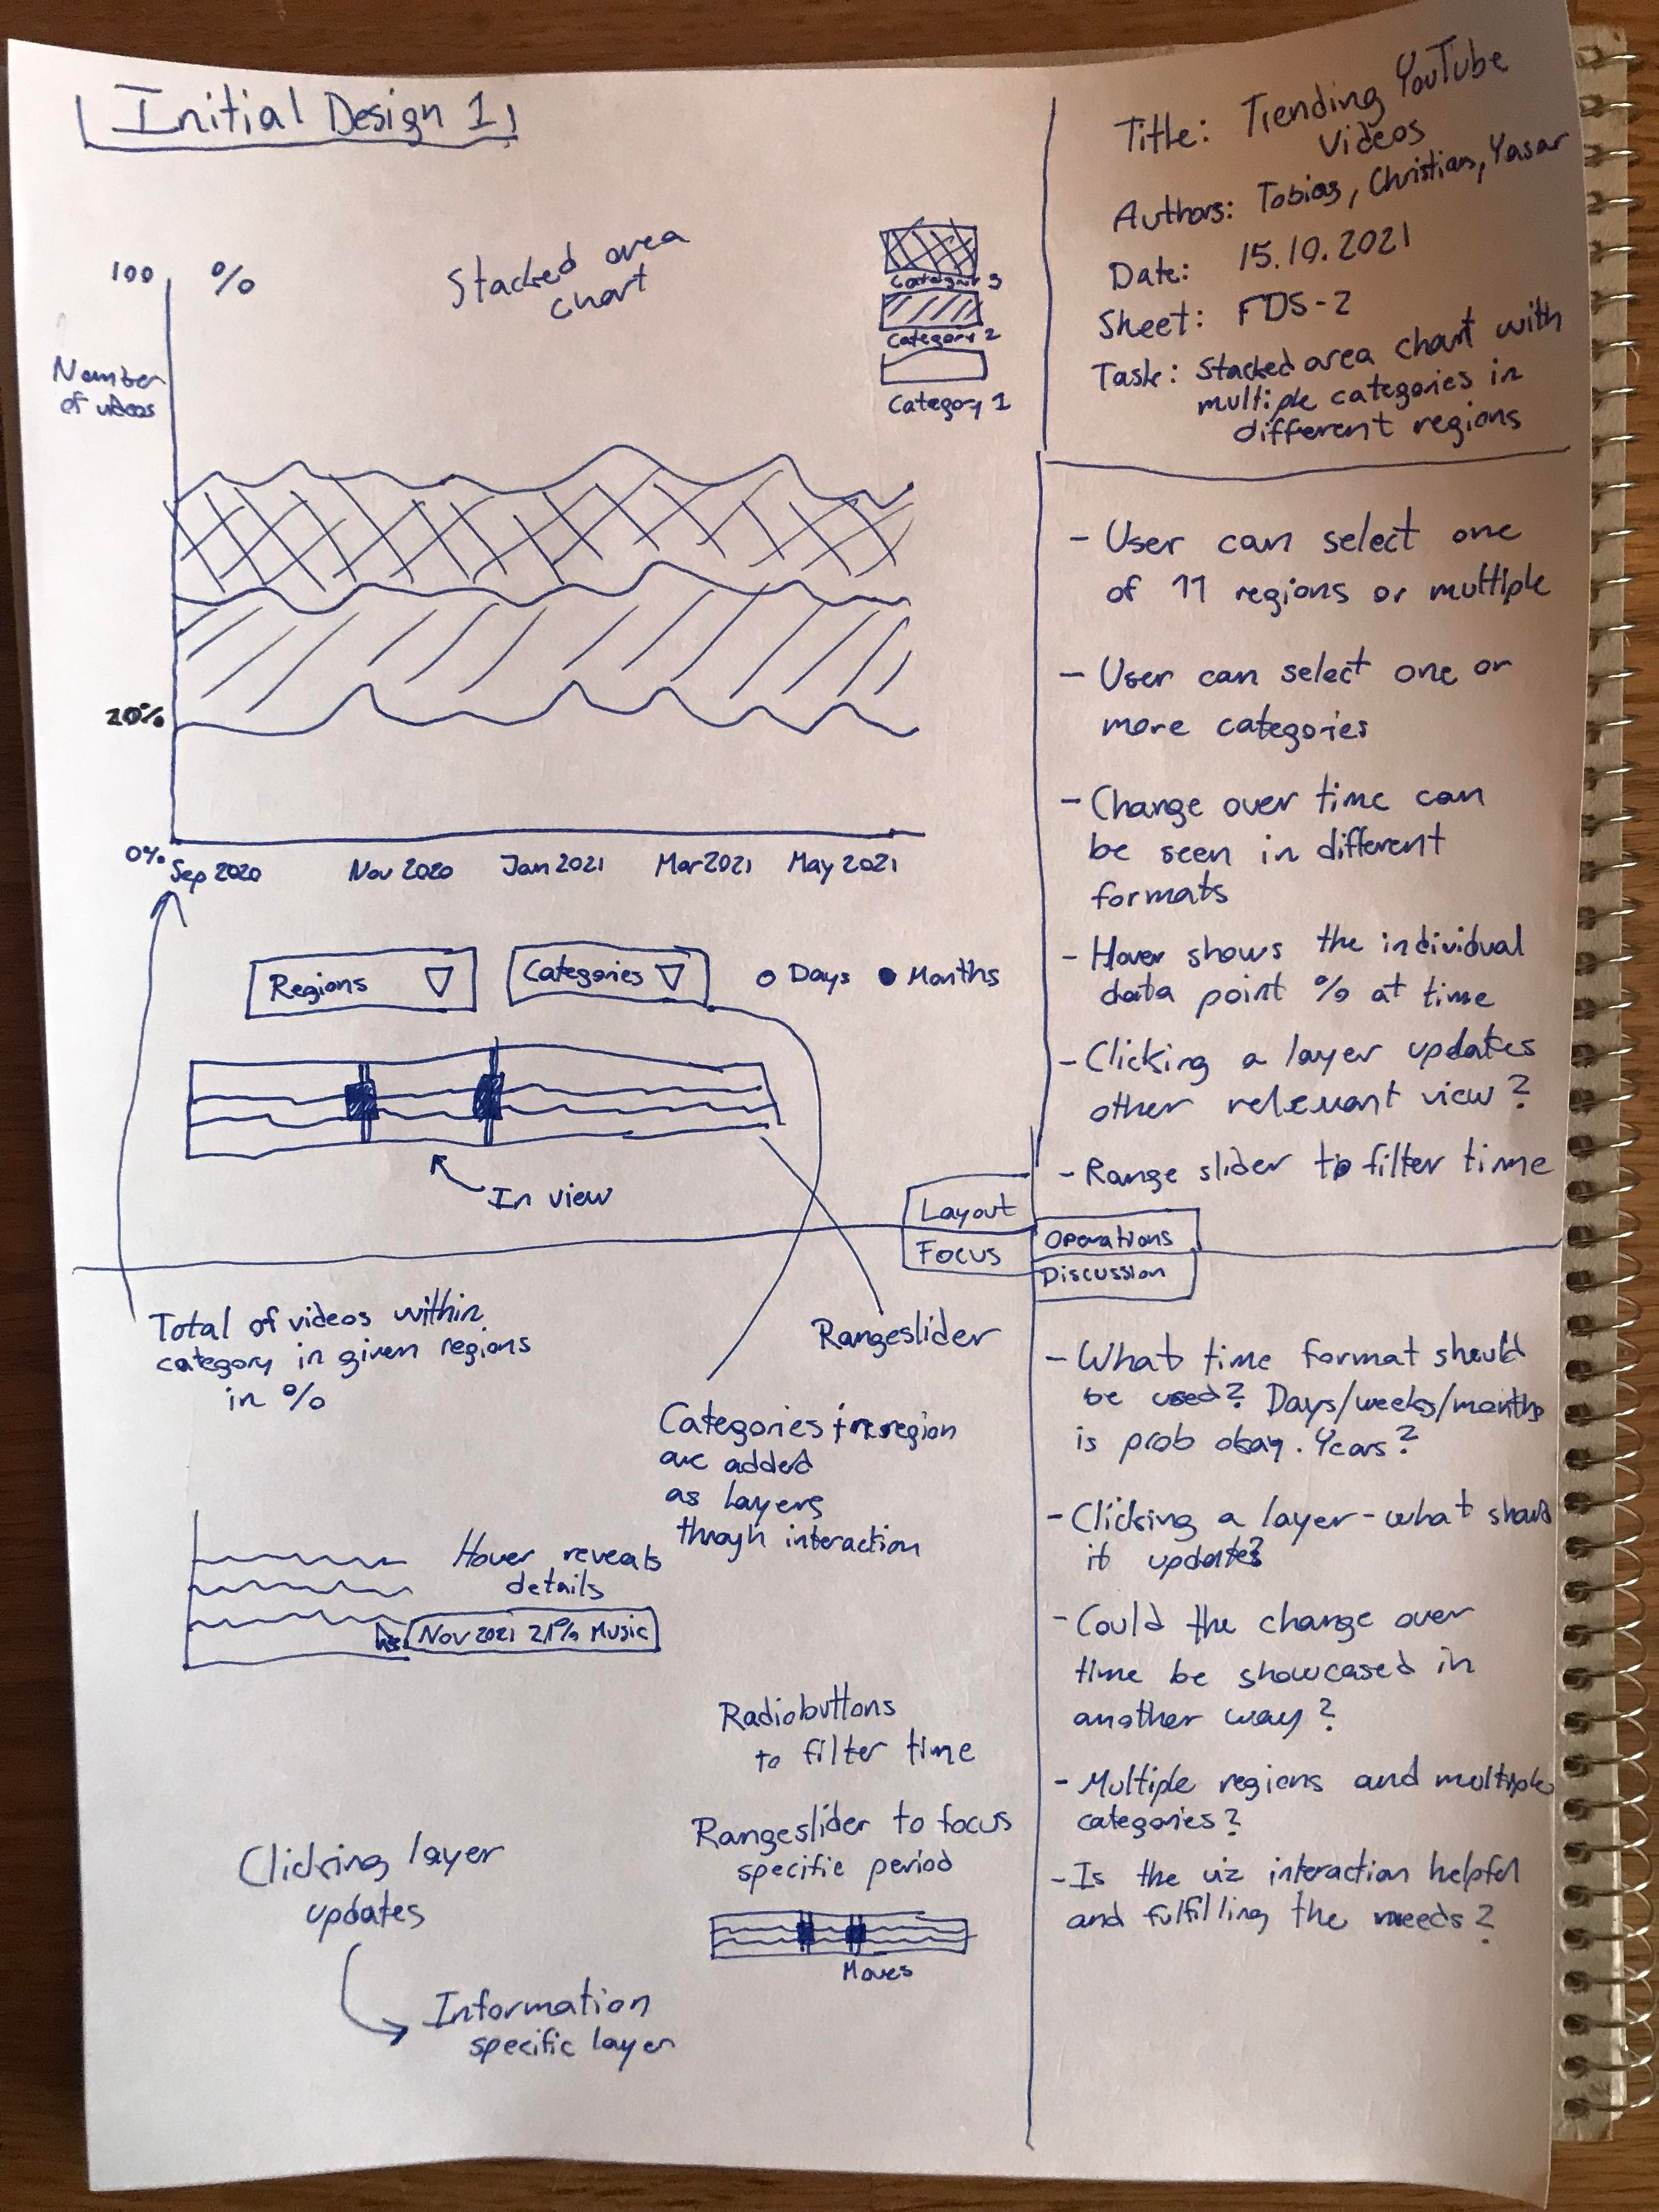 Initial Design 1
Title: Trending YouTube
Videos
Authors: Tobias, Christian, Yasar
Date: 15.10.2021
Sheet: FDS-2
Task: Stacked area chart with
multiple categories in
different regions
Stacked area
chart
100 %
Number
of videos
Category 3
Category 2
Category 1
20%
0%
Sep 2020 Nov 2020 Jan 2021 Mar 2021 May 2021
Regions Categories Days Months
In view
Layout
Focus
Operations
Discussion
- User can select one
of 11 regions or multiple
- User can select one or
more categories
- Change over time can
be seen in different
formats
- Hover shows the individual
data point % at time
- Clicking a layer updates
other relevant view?
- Range slider to filter time
Total of videos within
category in given regions
in %
Rangeslider
Categories region
are added
as layers
through interaction
Hover reveals
details
Nov 2021 21% Music
Radiobuttons
to filter time
Rangeslider to focus
specific period
Moves
Clicking layer
updates
Information
specific layer
- What time format should
be used? Days/weeks/months
is prob okay. Years?
- Clicking a layer - what should
it update?
- Could the change over
time be showcased in
another way?
- Multiple regions and multiple
categories?
- Is the viz interaction helpful
and fulfilling the needs?